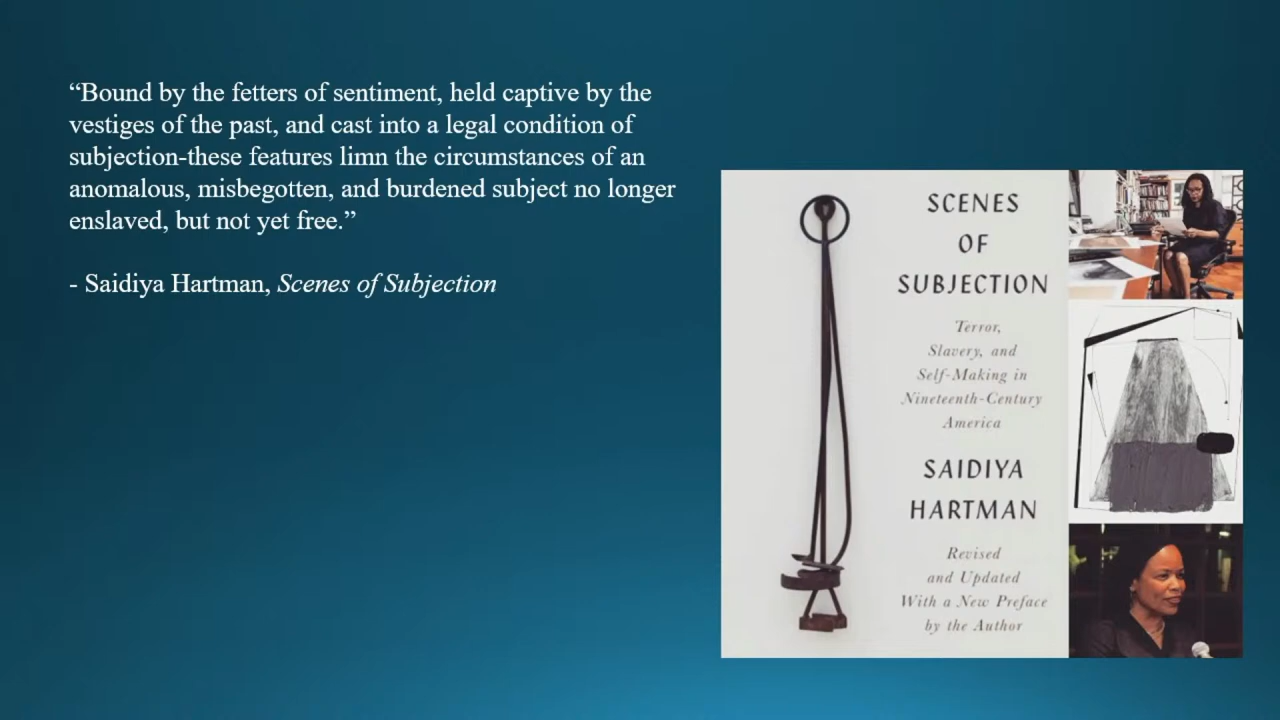 “Bound by the fetters of sentiment, held captive by the
vestiges of the past, and cast into a legal condition of
subjection-these features limn the circumstances of an
anomalous, misbegotten, and burdened subject no longer
enslaved, but not yet free.”
- Saidiya Hartman, Scenes of Subjection
SCENES
OF
SUBJECTION
Terror,
Slavery, and
Self-Making in
Nineteenth-Century
America
SAIDIYA
HARTMAN
Revised
and Updated
With a New Preface
by the Author